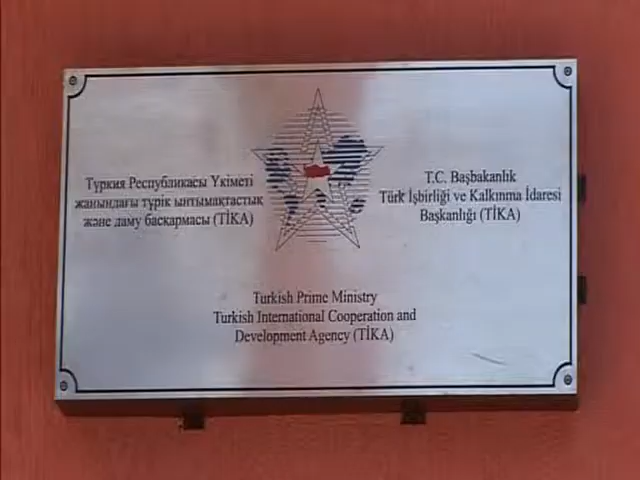 Түркия Республикасы Үкіметі
жанындағы түрік ынтымақтастық
және даму басқармасы (TİKA)
T.C. Başbakanlık
Türk İşbirliği ve Kalkınma İdaresi
Başkanlığı (TİKA)
Turkish Prime Ministry
Turkish International Cooperation and
Development Agency (TİKA)